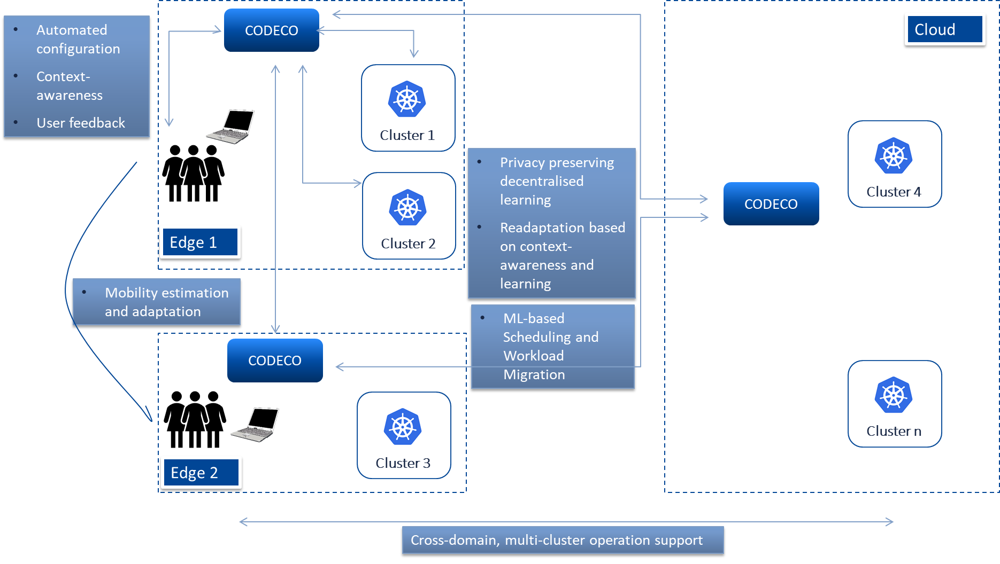 Automated
configuration
Context-
awareness
User feedback
CODECO
Cluster 1
Cluster 2
Edge 1
Mobility estimation
and adaptation
CODECO
Cluster 3
Edge 2
Privacy preserving
decentralised
learning
Readaptation based
on context-
awareness and
learning
ML-based
Scheduling and
Workload
Migration
Cloud
CODECO
Cluster 4
Cluster n
Cross-domain, multi-cluster operation support